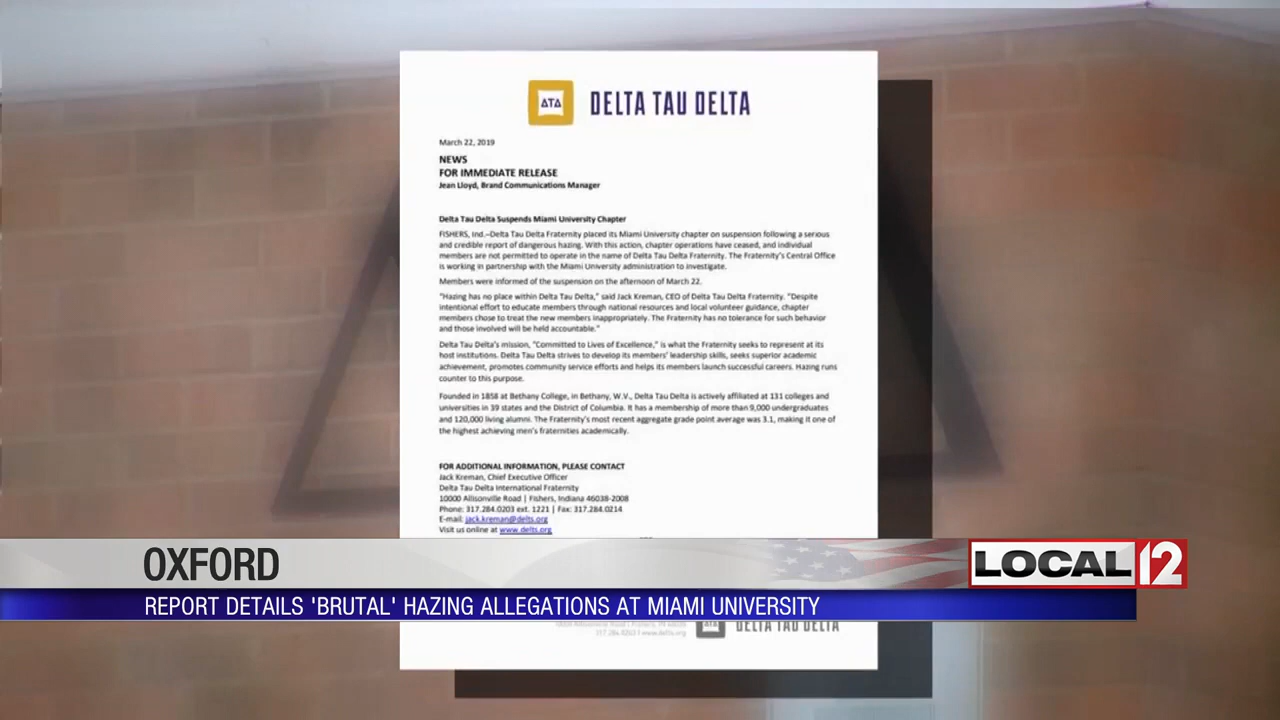 ΔΤΔ DELTA TAU DELTA
March 22, 2019
NEWS
FOR IMMEDIATE RELEASE
Jean Lloyd, Brand Communications Manager
Delta Tau Delta Suspends Miami University Chapter
FISHERS, Ind.–Delta Tau Delta Fraternity placed its Miami University chapter on suspension following a serious
and credible report of dangerous hazing. With this action, chapter operations have ceased, and individual
members are not permitted to operate in the name of Delta Tau Delta Fraternity. The Fraternity's Central Office
is working in partnership with the Miami University administration to investigate.
Members were informed of the suspension on the afternoon of March 22.
"Hazing has no place within Delta Tau Delta," said Jack Kreman, CEO of Delta Tau Delta Fraternity. "Despite
intentional effort to educate members through national resources and local volunteer guidance, chapter
members chose to treat the new members inappropriately. The Fraternity has no tolerance for such behavior
and those involved will be held accountable."
Delta Tau Delta's mission, "Committed to Lives of Excellence," is what the Fraternity seeks to represent at its
host institutions. Delta Tau Delta strives to develop its members' leadership skills, seeks superior academic
achievement, promotes community service efforts and helps its members launch successful careers. Hazing runs
counter to this purpose.
Founded in 1858 at Bethany College, in Bethany, W.V., Delta Tau Delta is actively affiliated at 131 colleges and
universities in 39 states and the District of Columbia. It has a membership of more than 9,000 undergraduates
and 120,000 living alumni. The Fraternity's most recent aggregate grade point average was 3.1, making it one of
the highest achieving men's fraternities academically.
FOR ADDITIONAL INFORMATION, PLEASE CONTACT
Jack Kreman, Chief Executive Officer
Delta Tau Delta International Fraternity
10000 Allisonville Road | Fishers, Indiana 46038-2008
Phone: 317.284.0203 ext. 1221 | Fax: 317.284.0214
E-mail: jack.kreman@delts.org
Visit us online at www.delts.org
OXFORD
LOCAL 12
REPORT DETAILS 'BRUTAL' HAZING ALLEGATIONS AT MIAMI UNIVERSITY
317.284.0203 | www.delts.org
ΔΤΔ DELTA TAU DELTA